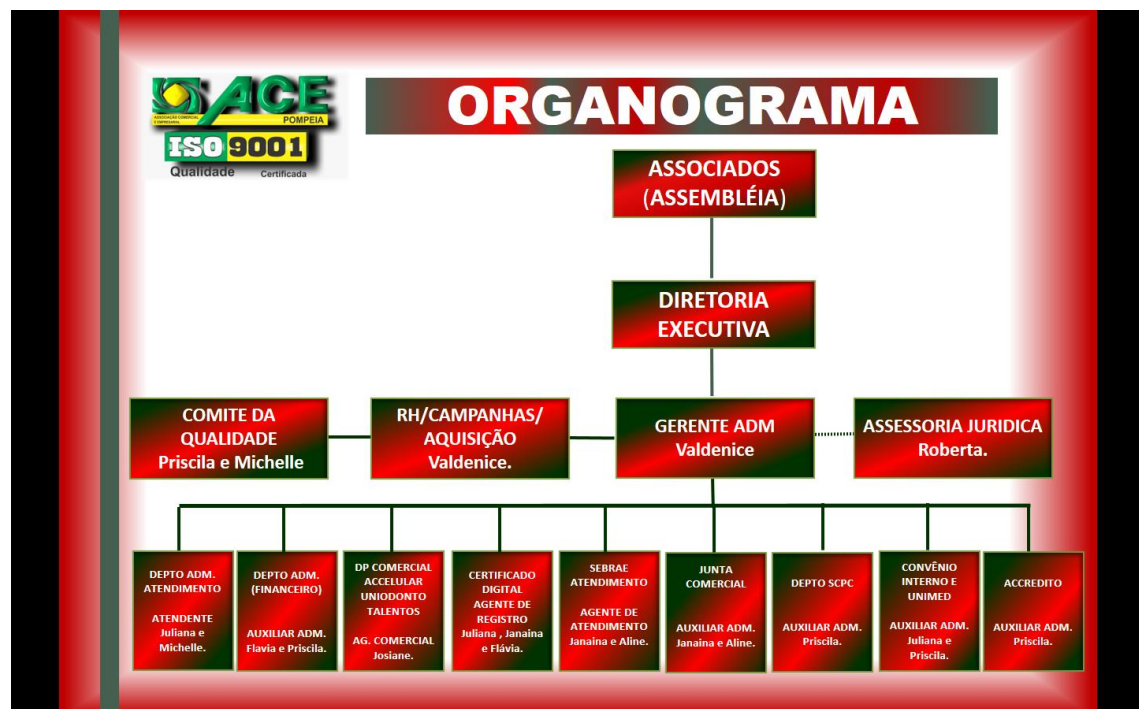 ACE
ASSOCIAÇÃO COMERCIAL
E EMPRESARIAL
POMPEIA
ISO 9001
Qualidade Certificada
ORGANOGRAMA
ASSOCIADOS
(ASSEMBLÉIA)
DIRETORIA
EXECUTIVA
COMITE DA
QUALIDADE
Priscila e Michelle
RH/CAMPANHAS/
AQUISIÇÃO
Valdenice.
GERENTE ADM
Valdenice
ASSESSORIA JURIDICA
Roberta.
DEPTO ADM.
ATENDIMENTO
ATENDENTE
Juliana e
Michelle.
DEPTO ADM.
(FINANCEIRO)
AUXILIAR ADM.
Flavia e Priscila.
DP COMERCIAL
ACCELULAR
UNIODONTO
TALENTOS
AG. COMERCIAL
Josiane.
CERTIFICADO
DIGITAL
AGENTE DE
REGISTRO
Juliana , Janaina
e Flávia.
SEBRAE
ATENDIMENTO
AGENTE DE
ATENDIMENTO
Janaina e Aline.
JUNTA
COMERCIAL
AUXILIAR ADM.
Janaina e Aline.
DEPTO SCPC
AUXILIAR ADM.
Priscila.
CONVÊNIO
INTERNO E
UNIMED
AUXILIAR ADM.
Juliana e
Priscila.
ACCREDITO
AUXILIAR ADM.
Priscila.